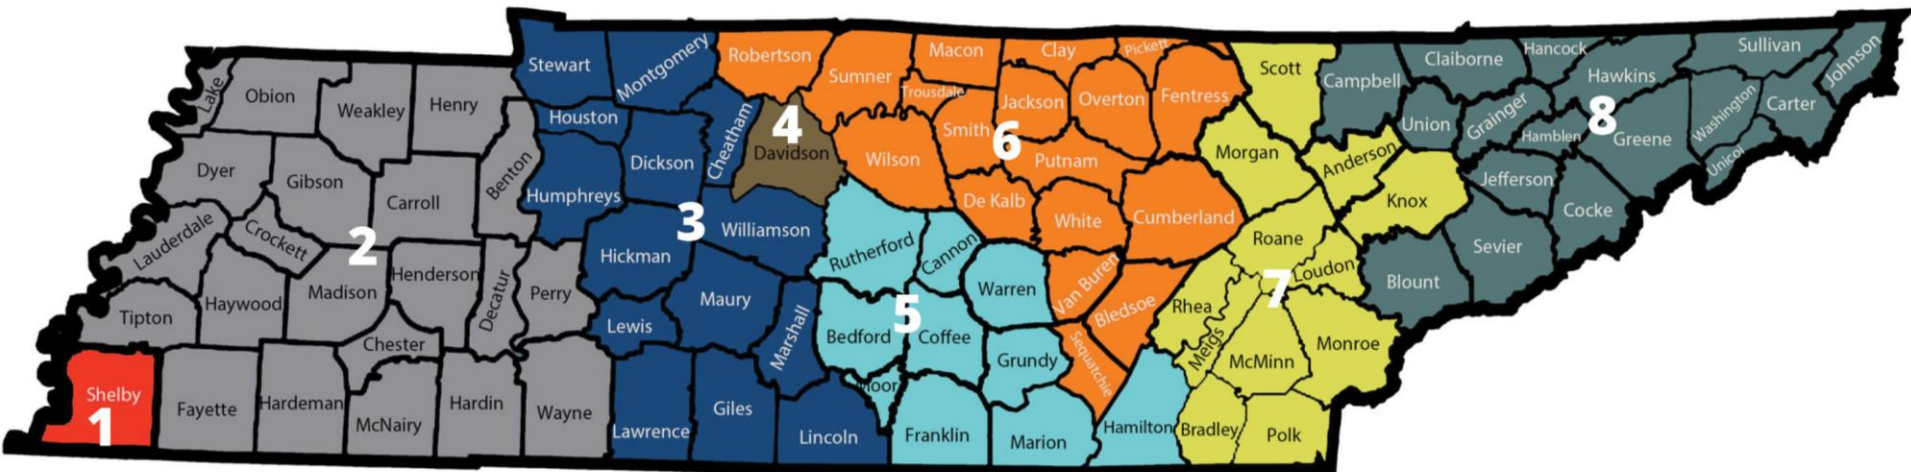 Lake
Obion
Weakley
Henry
Dyer
Gibson
Carroll
Benton
Lauderdale
Crockett
2
Tipton
Haywood
Madison
Henderson
Decatur
Perry
Chester
Shelby
1
Fayette
Hardeman
McNairy
Hardin
Wayne
Stewart
Montgomery
Houston
Dickson
Cheatham
Humphreys
3
Williamson
Hickman
Maury
Lewis
Marshall
Lawrence
Giles
Lincoln
4
Davidson
Rutherford
Cannon
Warren
Bedford
5
Coffee
Grundy
Moor
Franklin
Marion
Hamilton
Robertson
Sumner
Macon
Clay
Pickett
Trousdale
Jackson
Overton
Fentress
Smith
6
Wilson
Putnam
De Kalb
White
Cumberland
Van Buren
Bledsoe
Sequatchie
Scott
Morgan
Anderson
Knox
Roane
Loudon
7
Rhea
Meigs
McMinn
Monroe
Bradley
Polk
Campbell
Claiborne
Hancock
Hawkins
Sullivan
Johnson
Union
Grainger
Hamblen
8
Greene
Washington
Carter
Unicoi
Jefferson
Cocke
Sevier
Blount